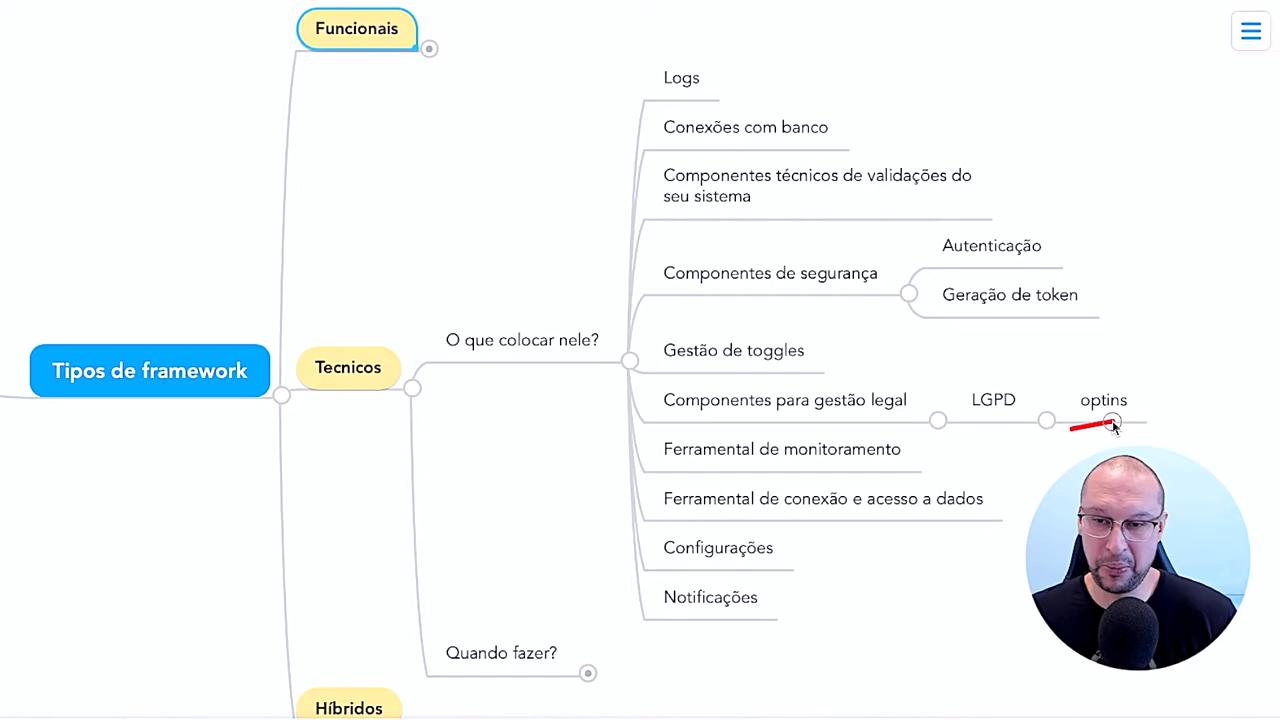 Funcionais
Logs
Conexões com banco
Componentes técnicos de validações do
seu sistema
Autenticação
Componentes de segurança
Geração de token
O que colocar nele?
Gestão de toggles
Tipos de framework
Tecnicos
Componentes para gestão legal
LGPD
optins
Ferramental de monitoramento
Ferramental de conexão e acesso a dados
Configurações
Notificações
Quando fazer?
Híbridos